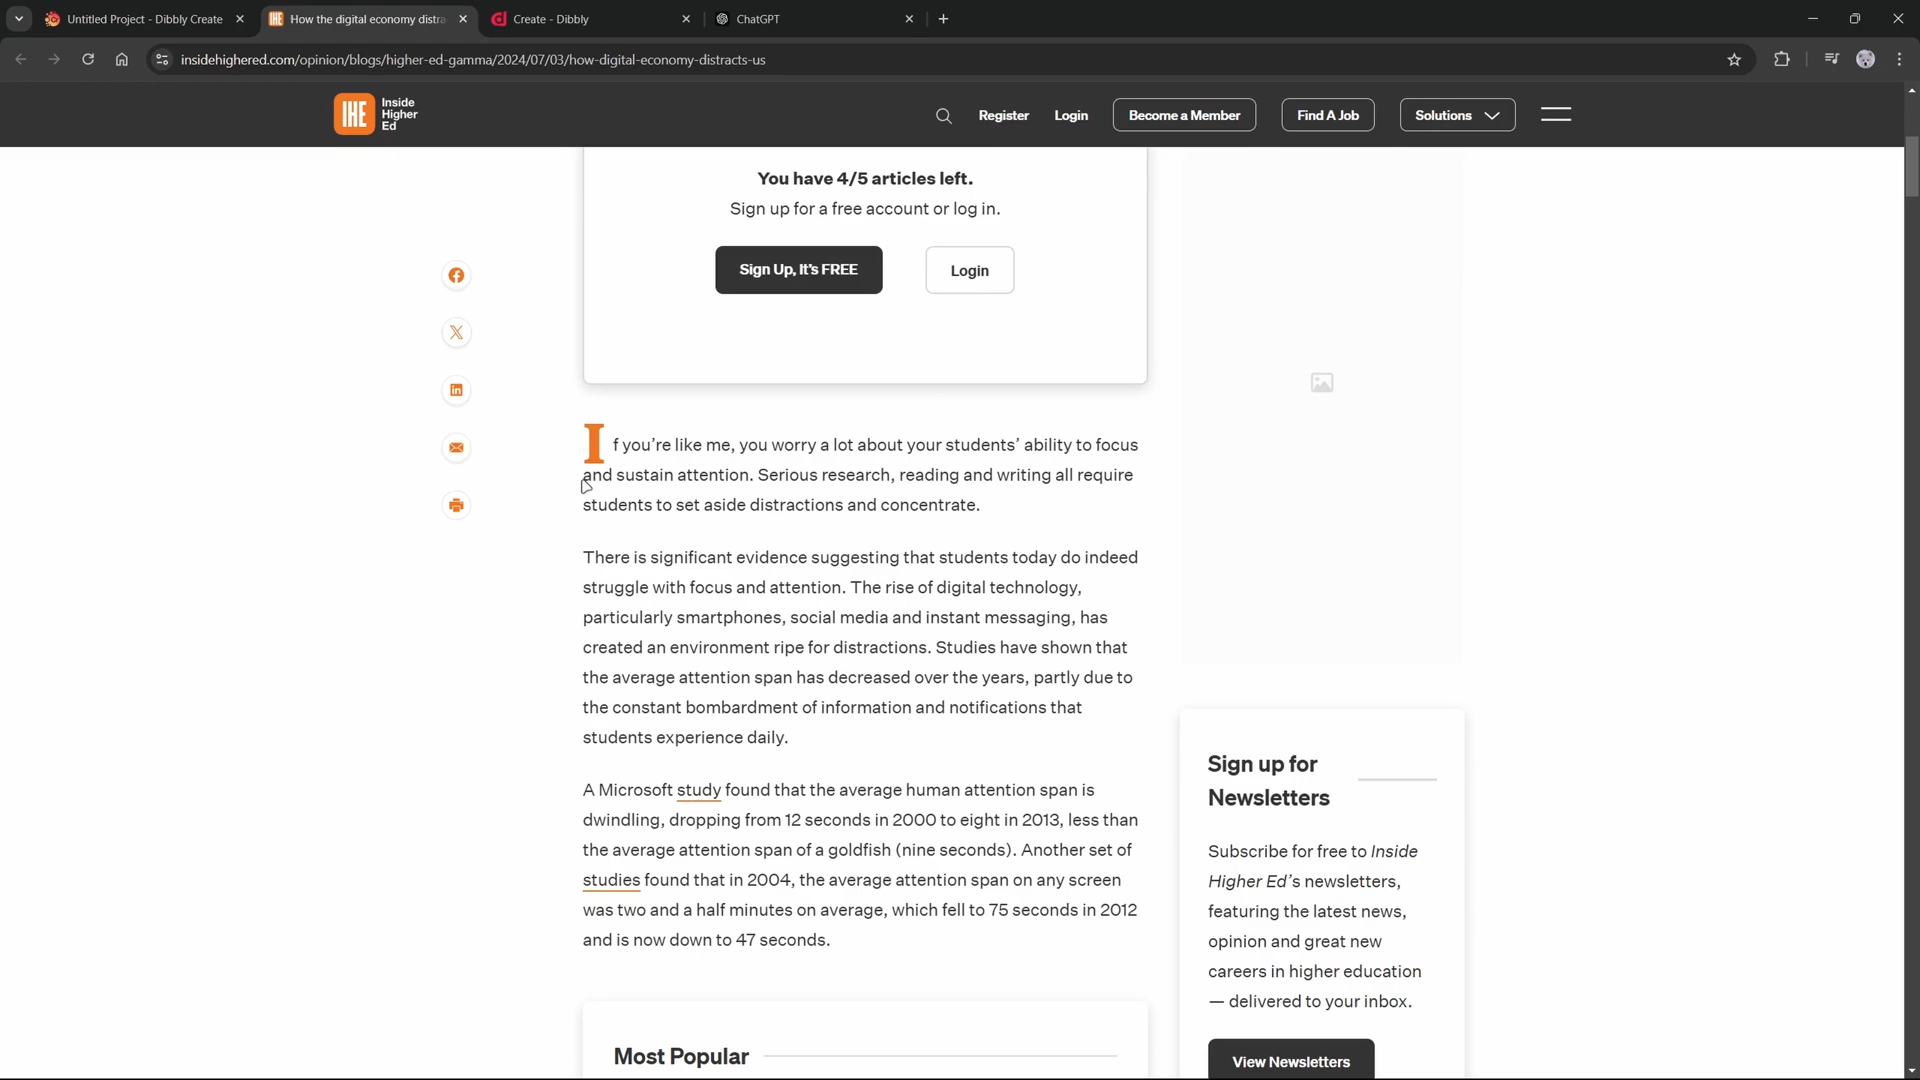 Untitled Project - Dibbly Create
How the digital economy distra
Create - Dibbly
ChatGPT
insidehighered.com/opinion/blogs/higher-ed-gamma/2024/07/03/how-digital-economy-distracts-us
IHE
Inside
Higher
Ed
Register
Login
Become a Member
Find A Job
Solutions
You have 4/5 articles left.
Sign up for a free account or log in.
Sign Up, It's FREE
Login
If you're like me, you worry a lot about your students' ability to focus
and sustain attention. Serious research, reading and writing all require
students to set aside distractions and concentrate.
There is significant evidence suggesting that students today do indeed
struggle with focus and attention. The rise of digital technology,
particularly smartphones, social media and instant messaging, has
created an environment ripe for distractions. Studies have shown that
the average attention span has decreased over the years, partly due to
the constant bombardment of information and notifications that
students experience daily.
A Microsoft study found that the average human attention span is
dwindling, dropping from 12 seconds in 2000 to eight in 2013, less than
the average attention span of a goldfish (nine seconds). Another set of
studies found that in 2004, the average attention span on any screen
was two and a half minutes on average, which fell to 75 seconds in 2012
and is now down to 47 seconds.
Most Popular
Sign up for
Newsletters
Subscribe for free to Inside
Higher Ed's newsletters,
featuring the latest news,
opinion and great new
careers in higher education
— delivered to your inbox.
View Newsletters